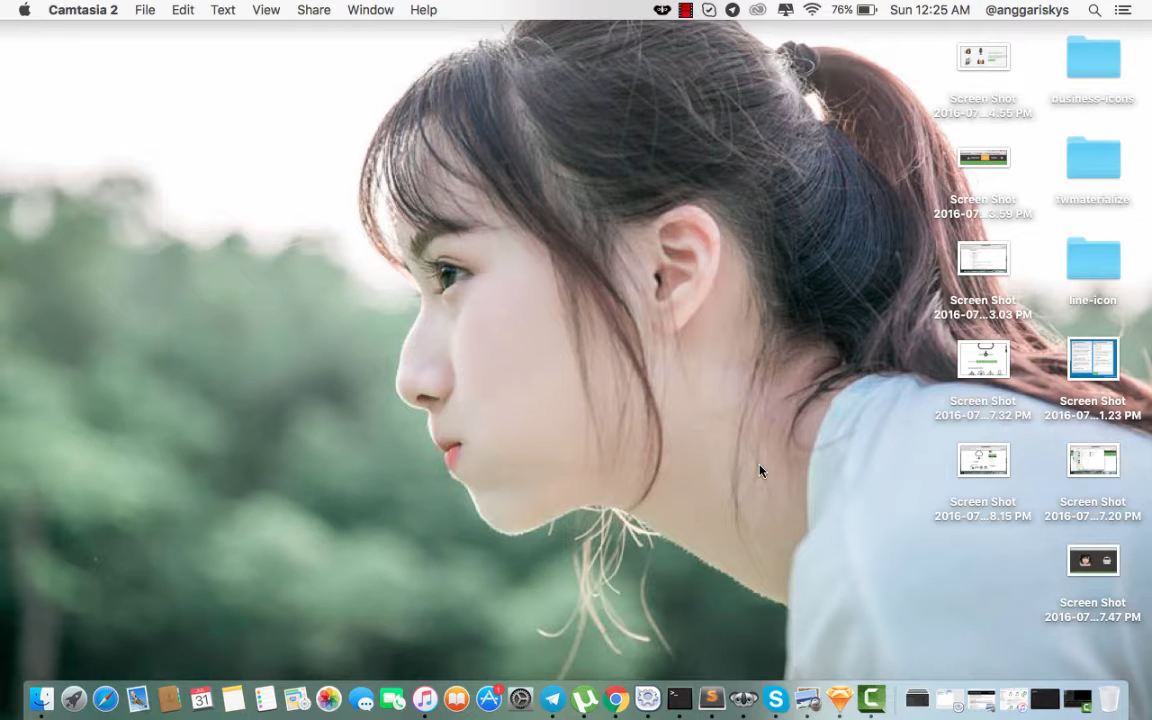 Camtasia 2 File Edit Text View Share Window Help 76% Sun 12:25 AM @anggariskys
Screen Shot
2016-07...4.55 PM
business-icons
Screen Shot
2016-07...3.59 PM
fwmaterialize
Screen Shot
2016-07...3.03 PM
line-icon
Screen Shot
2016-07...7.32 PM
Screen Shot
2016-07...1.23 PM
Screen Shot
2016-07...8.15 PM
Screen Shot
2016-07...7.20 PM
Screen Shot
2016-07...7.47 PM
JUL
31